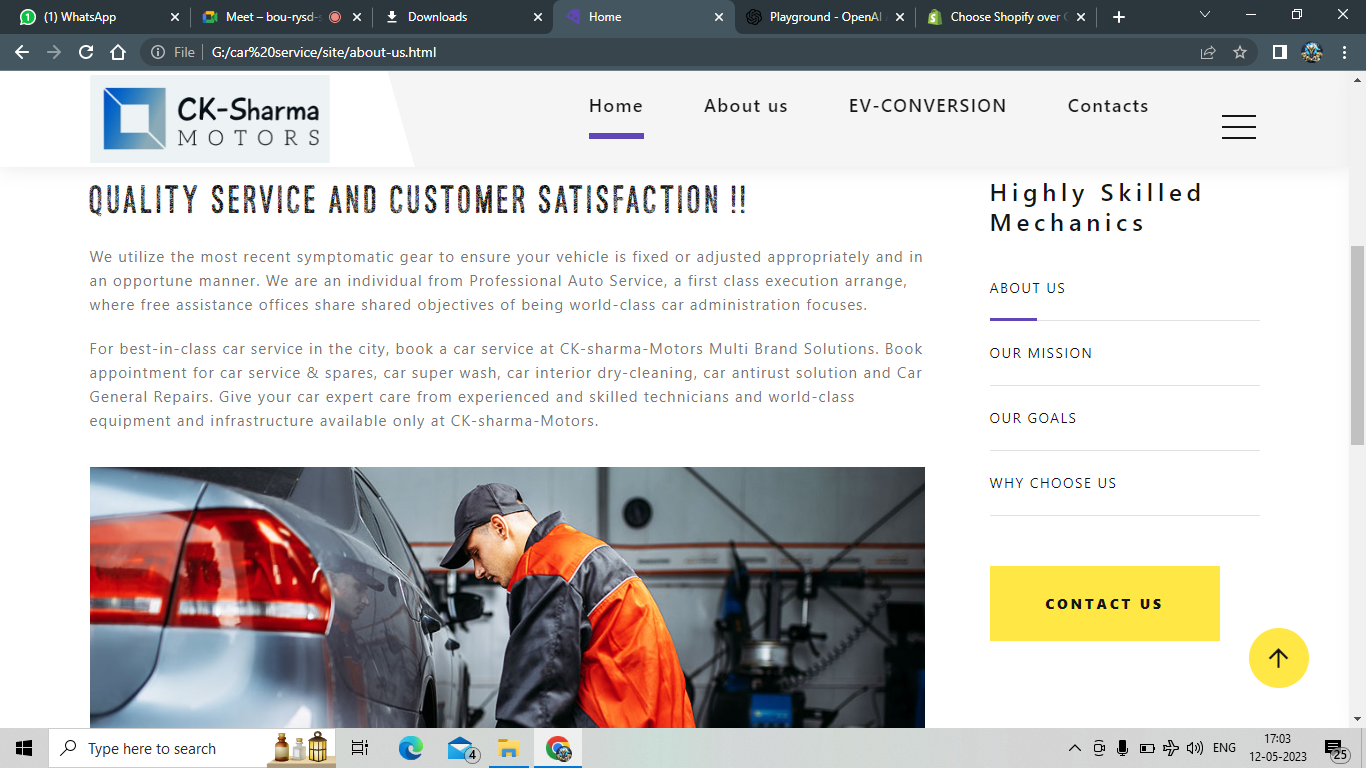 (1) WhatsApp
Meet – bou-rysd-
Downloads
Home
Playground - OpenAI
Choose Shopify over
File
G:/car%20service/site/about-us.html
CK-Sharma
MOTORS
Home
About us
EV-CONVERSION
Contacts
QUALITY SERVICE AND CUSTOMER SATISFACTION !!
We utilize the most recent symptomatic gear to ensure your vehicle is fixed or adjusted appropriately and in
an opportune manner. We are an individual from Professional Auto Service, a first class execution arrange,
where free assistance offices share shared objectives of being world-class car administration focuses.
For best-in-class car service in the city, book a car service at CK-sharma-Motors Multi Brand Solutions. Book
appointment for car service & spares, car super wash, car interior dry-cleaning, car antirust solution and Car
General Repairs. Give your car expert care from experienced and skilled technicians and world-class
equipment and infrastructure available only at CK-sharma-Motors.
Highly Skilled
Mechanics
ABOUT US
OUR MISSION
OUR GOALS
WHY CHOOSE US
CONTACT US
Type here to search
4
ENG
17:03
12-05-2023
25